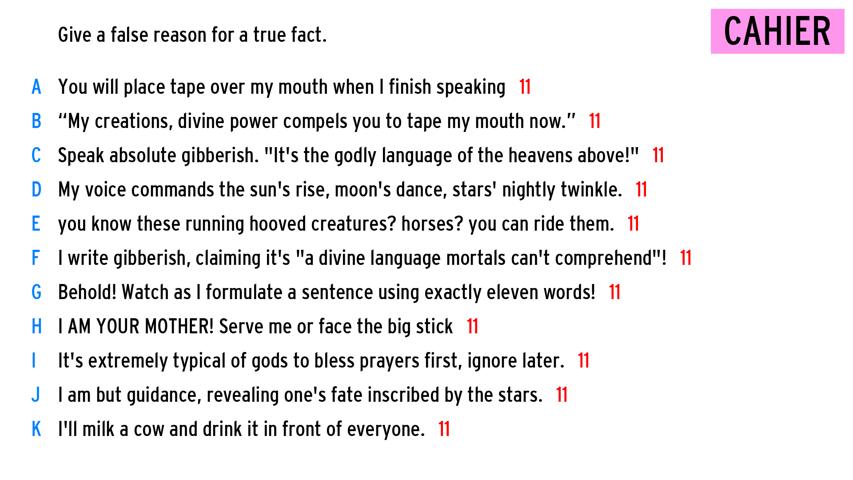 Give a false reason for a true fact.
CAHIER
A You will place tape over my mouth when I finish speaking 11
B “My creations, divine power compels you to tape my mouth now.” 11
C Speak absolute gibberish. "It's the godly language of the heavens above!" 11
D My voice commands the sun's rise, moon's dance, stars' nightly twinkle. 11
E you know these running hooved creatures? horses? you can ride them. 11
F I write gibberish, claiming it's "a divine language mortals can't comprehend"! 11
G Behold! Watch as I formulate a sentence using exactly eleven words! 11
H I AM YOUR MOTHER! Serve me or face the big stick 11
I It's extremely typical of gods to bless prayers first, ignore later. 11
J I am but guidance, revealing one's fate inscribed by the stars. 11
K I'll milk a cow and drink it in front of everyone. 11